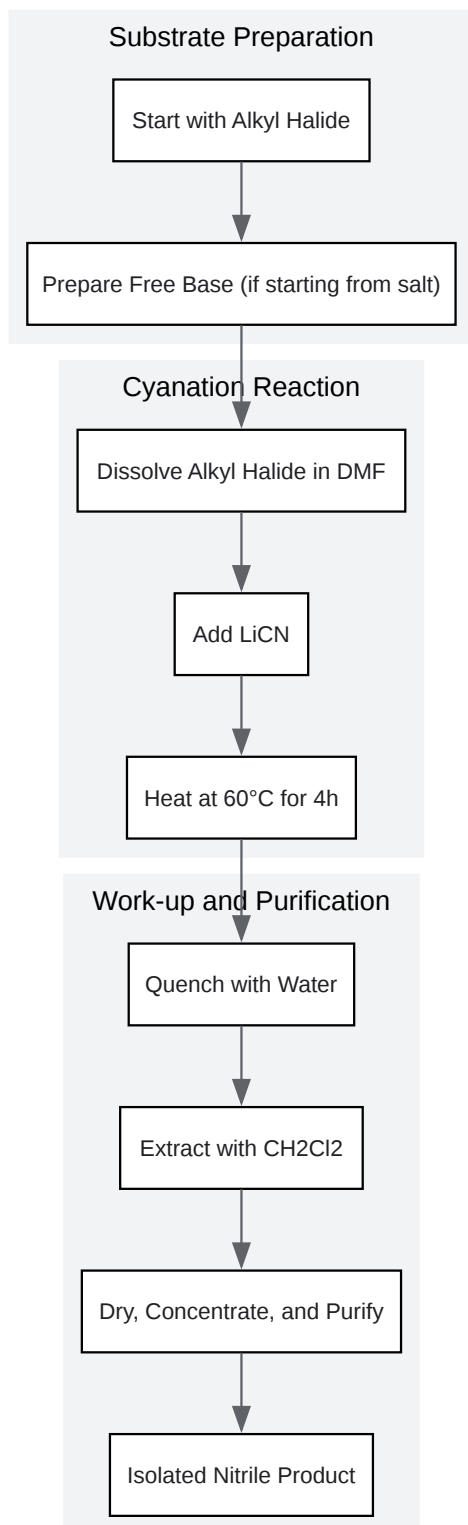 Substrate Preparation
Start with Alkyl Halide
Prepare Free Base (if starting from salt)
Cyanation Reaction
Dissolve Alkyl Halide in DMF
Add LiCN
Heat at 60°C for 4h
Work-up and Purification
Quench with Water
Extract with CH2Cl2
Dry, Concentrate, and Purify
Isolated Nitrile Product